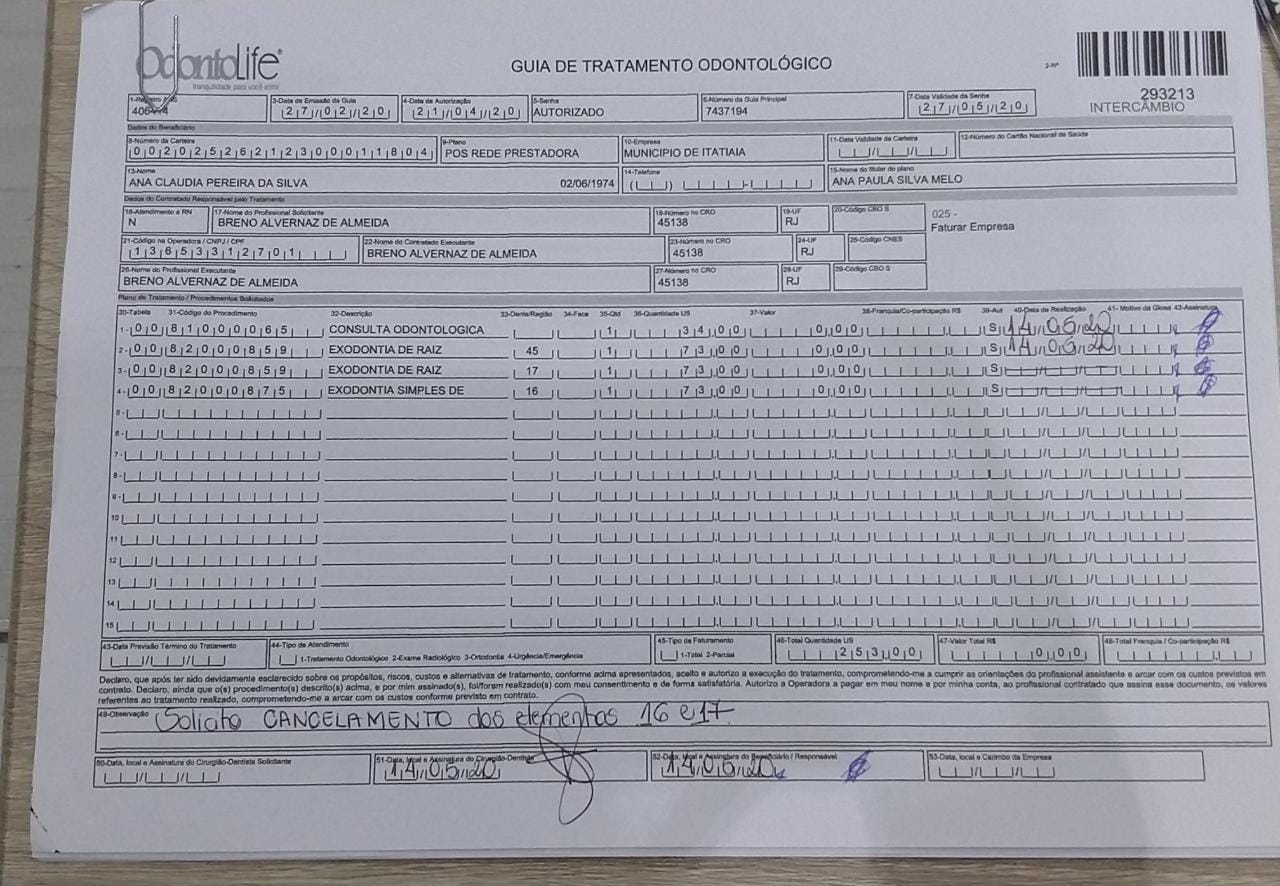 OdontoLife®
tranquilidade para você sorrir
GUIA DE TRATAMENTO ODONTOLÓGICO
2-Nº
293213
INTERCÂMBIO
1-Registro ANS
3-Data de Emissão da Guia 27/02/20
4-Data de Autorização 21/04/20
5-Senha AUTORIZADO
6-Número da Guia Principal 7437194
7-Data Validade da Senha 27/05/20
Dados do Beneficiário
8-Número da Carteira 00202526212300011804
9-Plano POS REDE PRESTADORA
10-Empresa MUNICIPIO DE ITATIAIA
11-Data Validade da Carteira
12-Número do Cartão Nacional de Saúde
13-Nome ANA CLAUDIA PEREIRA DA SILVA 02/06/1974
14-Telefone
15-Nome do titular do plano ANA PAULA SILVA MELO
Dados do Contratado Responsável pelo Tratamento
16-Atendimento a RN N
17-Nome do Profissional Solicitante BRENO ALVERNAZ DE ALMEIDA
18-Número no CRO 45138
19-UF RJ
20-Código CBO S
025 -
Faturar Empresa
21-Código na Operadora / CNPJ / CPF 13653312701
22-Nome do Contratado Executante BRENO ALVERNAZ DE ALMEIDA
23-Número no CRO 45138
24-UF RJ
25-Código CNES
26-Nome do Profissional Executante BRENO ALVERNAZ DE ALMEIDA
27-Número no CRO 45138
28-UF RJ
29-Código CBO S
Plano de Tratamento / Procedimentos Solicitados
30-Tabela 31-Código do Procedimento 32-Descrição 33-Dente/Região 34-Face 35-Qtd 36-Quantidade US 37-Valor 38-Franquia/Co-participação R$ 39-Aut 40-Data de Realização 41- Motivo da Glosa 42-Assinatura
1- 00 81000065 CONSULTA ODONTOLOGICA 1 34,00 0,00 S 14/05/20
2- 00 82000859 EXODONTIA DE RAIZ 45 1 73,00 0,00 S 14/05/20
3- 00 82000859 EXODONTIA DE RAIZ 17 1 73,00 0,00 S
4- 00 82000875 EXODONTIA SIMPLES DE 16 1 73,00 0,00 S
5-
6-
7-
8-
9-
10
11
12
13
14
15
43-Data Previsão Término do Tratamento
44-Tipo de Atendimento 1-Tratamento Odontológico 2-Exame Radiológico 3-Ortodontia 4-Urgência/Emergência
45-Tipo de Faturamento 1-Total 2-Parcial
46-Total Quantidade US 253,00
47-Valor Total R$ 0,00
48-Total Franquia / Co-participação R$
Declaro, que após ter sido devidamente esclarecido sobre os propósitos, riscos, custos e alternativas de tratamento, conforme acima apresentados, aceito e autorizo a execução do tratamento, comprometendo-me a cumprir as orientações do profissional assistente e arcar com os custos previstos em
contrato. Declaro, ainda que o(s) procedimento(s) descrito(s) acima, e por mim assinado(s), foi/foram realizado(s) com meu consentimento e de forma satisfatória. Autorizo a Operadora a pagar em meu nome e por minha conta, ao profissional contratado que assina esse documento, os valores
referentes ao tratamento realizado, comprometendo-me a arcar com os custos conforme previsto em contrato.
49-Observação Solicito CANCELAMENTO dos elementos 16 e 17
50-Data, local e Assinatura do Cirurgião-Dentista Solicitante
51-Data, local e Assinatura do Cirurgião-Dentista 14/05/20
52-Data, local e Assinatura do Beneficiário / Responsável 14/05/20
53-Data, local e Carimbo da Empresa